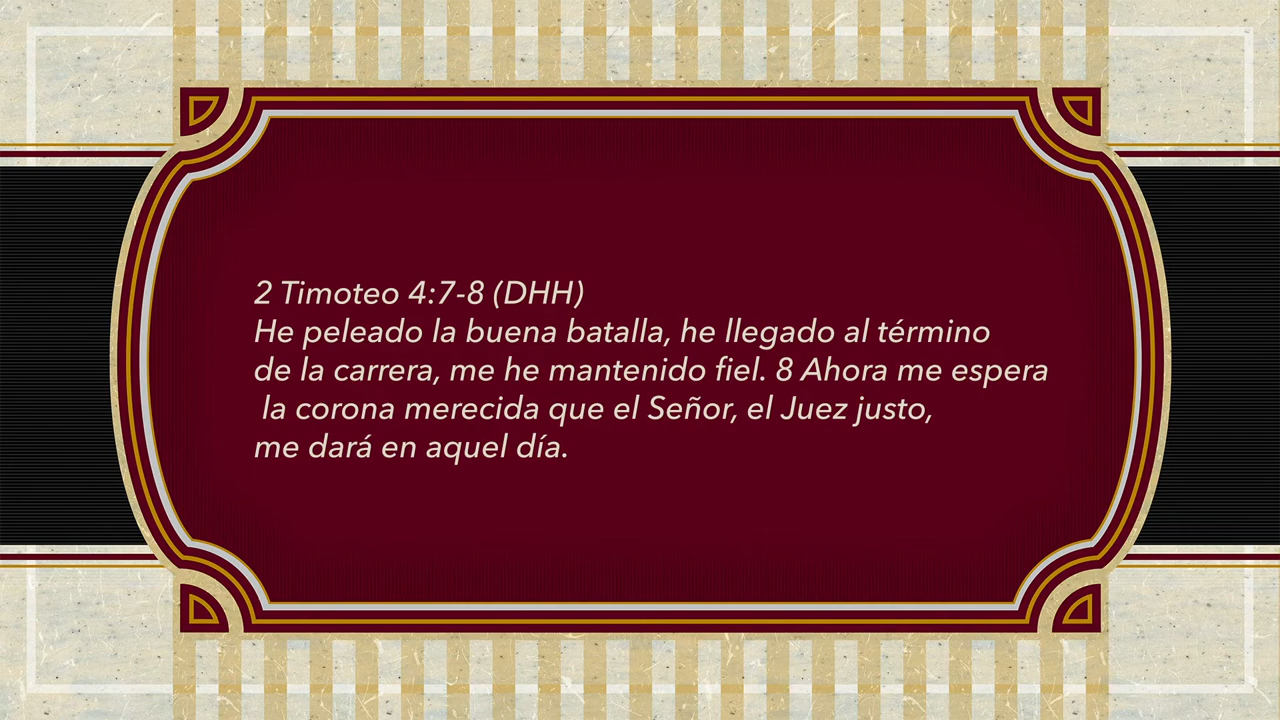 2 Timoteo 4:7-8 (DHH)
He peleado la buena batalla, he llegado al término
de la carrera, me he mantenido fiel. 8 Ahora me espera
la corona merecida que el Señor, el Juez justo,
me dará en aquel día.